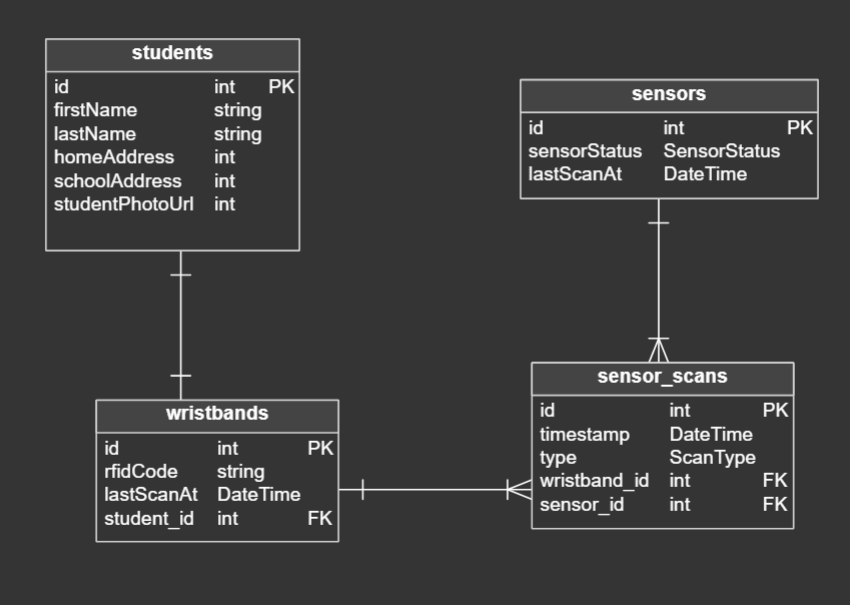 students
id int PK
firstName string
lastName string
homeAddress int
schoolAddress int
studentPhotoUrl int
sensors
id int PK
sensorStatus SensorStatus
lastScanAt DateTime
wristbands
id int PK
rfidCode string
lastScanAt DateTime
student_id int FK
sensor_scans
id int PK
timestamp DateTime
type ScanType
wristband_id int FK
sensor_id int FK